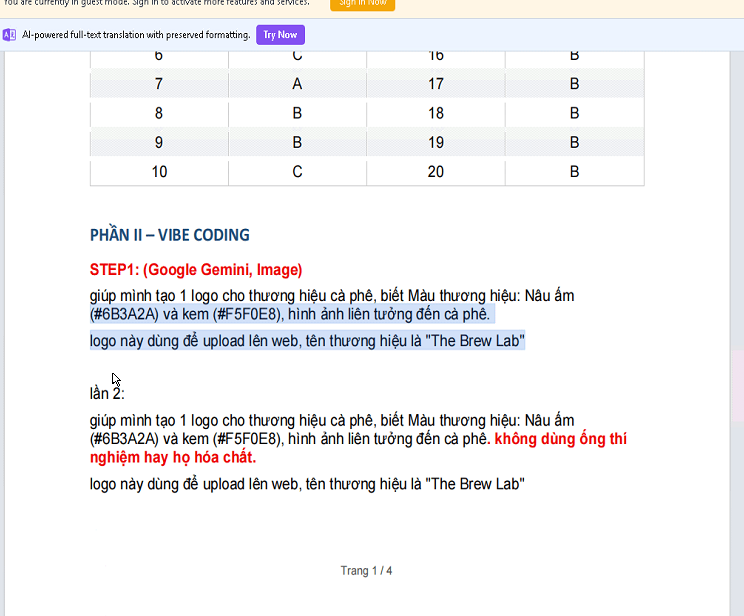 You are currently in guest mode. Sign in to activate more features and services. Sign In Now
AI-powered full-text translation with preserved formatting. Try Now
6 C 16 B
7 A 17 B
8 B 18 B
9 B 19 B
10 C 20 B
PHẦN II – VIBE CODING
STEP1: (Google Gemini, Image)
giúp mình tạo 1 logo cho thương hiệu cà phê, biết Màu thương hiệu: Nâu ấm
(#6B3A2A) và kem (#F5F0E8), hình ảnh liên tưởng đến cà phê.
logo này dùng để upload lên web, tên thương hiệu là "The Brew Lab"
lần 2:
giúp mình tạo 1 logo cho thương hiệu cà phê, biết Màu thương hiệu: Nâu ấm
(#6B3A2A) và kem (#F5F0E8), hình ảnh liên tưởng đến cà phê. không dùng ống thí
nghiệm hay họ hóa chất.
logo này dùng để upload lên web, tên thương hiệu là "The Brew Lab"
Trang 1 / 4